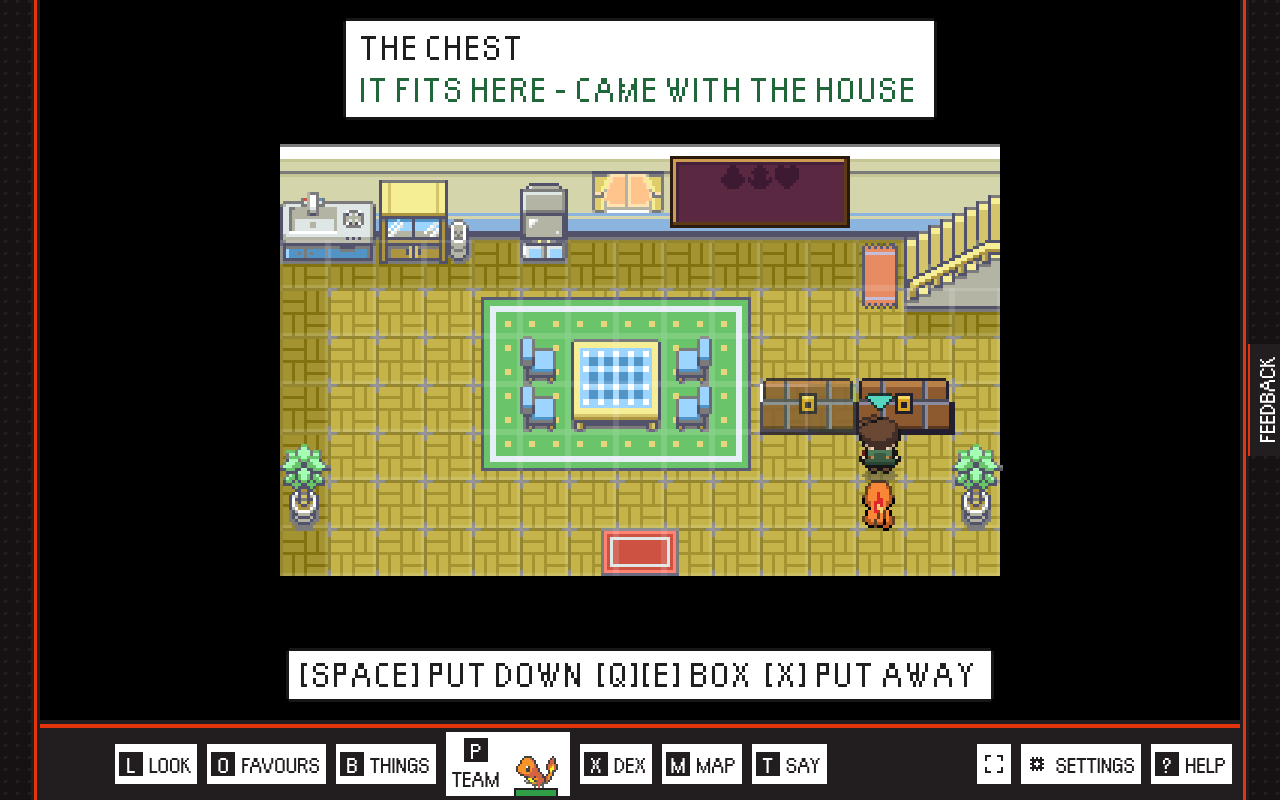 THE CHEST
IT FITS HERE - CAME WITH THE HOUSE
FEEDBACK
[SPACE] PUT DOWN [Q][E] BOX [X] PUT AWAY
L LOOK O FAVOURS B THINGS P TEAM X DEX M MAP T SAY SETTINGS ? HELP